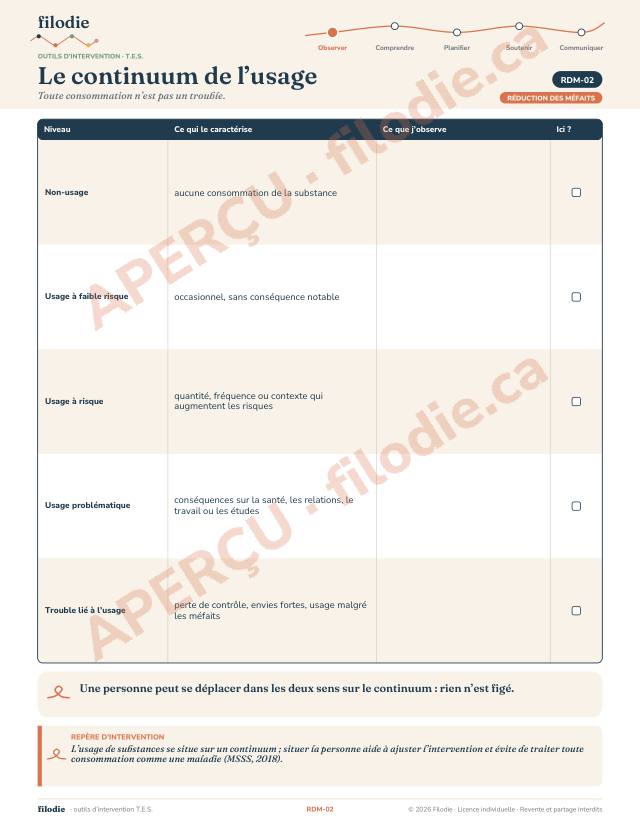 filodie
OUTILS D'INTERVENTION · T.E.S.
Observer Comprendre Planifier Soutenir Communiquer
Le continuum de l'usage
Toute consommation n'est pas un trouble.
RDM-02
RÉDUCTION DES MÉFAITS
Niveau Ce qui le caractérise Ce que j'observe Ici ?
Non-usage aucune consommation de la substance
Usage à faible risque occasionnel, sans conséquence notable
Usage à risque quantité, fréquence ou contexte qui
augmentent les risques
Usage problématique conséquences sur la santé, les relations, le
travail ou les études
Trouble lié à l'usage perte de contrôle, envies fortes, usage malgré
les méfaits
APERÇU · filodie.ca
APERÇU · filodie.ca
Une personne peut se déplacer dans les deux sens sur le continuum : rien n'est figé.
REPÈRE D'INTERVENTION
L'usage de substances se situe sur un continuum ; situer la personne aide à ajuster l'intervention et évite de traiter toute
consommation comme une maladie (MSSS, 2018).
filodie · outils d'intervention T.E.S. RDM-02 © 2026 Filodie · Licence individuelle · Revente et partage interdits